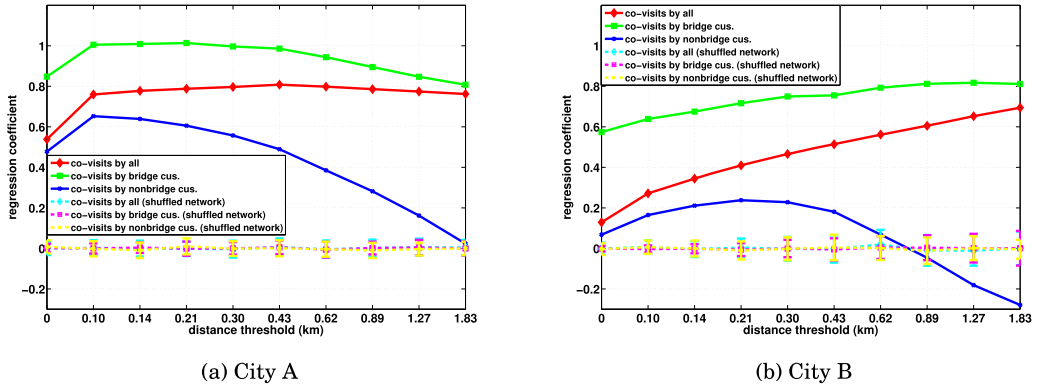 1
0.8
0.6
0.4
0.2
0
−0.2
regression coefficient
co−visits by all
co−visits by bridge cus.
co−visits by nonbridge cus.
co−visits by all (shuffled network)
co−visits by bridge cus. (shuffled network)
co−visits by nonbridge cus. (shuffled network)
0 0.10 0.14 0.21 0.30 0.43 0.62 0.89 1.27 1.83
distance threshold (km)
(a) City A
1
0.8
0.6
0.4
0.2
0
−0.2
regression coefficient
co−visits by all
co−visits by bridge cus.
co−visits by nonbridge cus.
co−visits by all (shuffled network)
co−visits by bridge cus. (shuffled network)
co−visits by nonbridge cus. (shuffled network)
0 0.10 0.14 0.21 0.30 0.43 0.62 0.89 1.27 1.83
distance threshold (km)
(b) City B